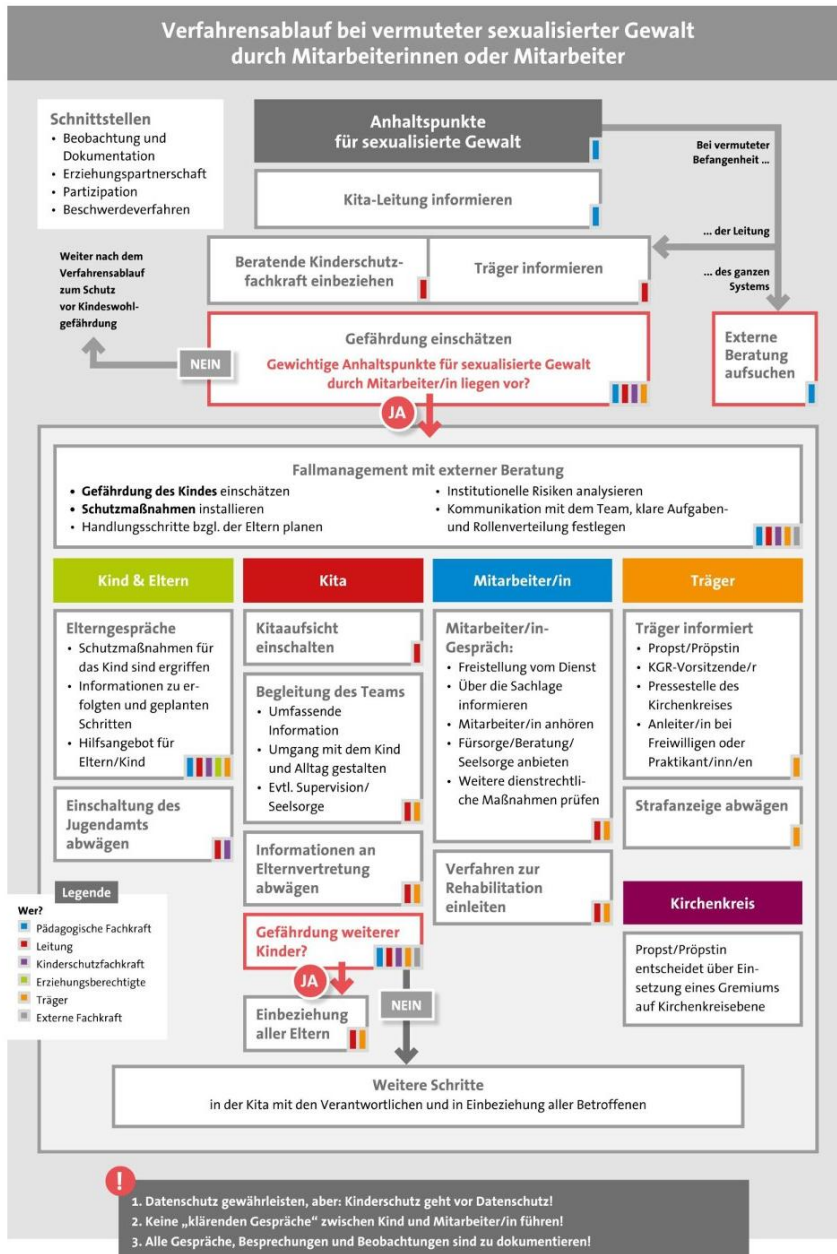 Verfahrensablauf bei vermuteter sexualisierter Gewalt
durch Mitarbeiterinnen oder Mitarbeiter
Schnittstellen
• Beobachtung und
Dokumentation
• Erziehungspartnerschaft
• Partizipation
• Beschwerdeverfahren
Anhaltspunkte
für sexualisierte Gewalt
Bei vermuteter
Befangenheit ...
Kita-Leitung informieren
... der Leitung
... des ganzen
Systems
Weiter nach dem
Verfahrensablauf
zum Schutz
vor Kindeswohl-
gefährdung
Beratende Kinderschutz-
fachkraft einbeziehen
Träger informieren
NEIN
Gefährdung einschätzen
Gewichtige Anhaltspunkte für sexualisierte Gewalt
durch Mitarbeiter/in liegen vor?
Externe
Beratung
aufsuchen
JA
Fallmanagement mit externer Beratung
• Gefährdung des Kindes einschätzen
• Schutzmaßnahmen installieren
• Handlungsschritte bzgl. der Eltern planen
• Institutionelle Risiken analysieren
• Kommunikation mit dem Team, klare Aufgaben-
und Rollenverteilung festlegen
Kind & Eltern
Elterngespräche
• Schutzmaßnahmen für
das Kind sind ergriffen
• Informationen zu er-
folgten und geplanten
Schritten
• Hilfsangebot für
Eltern/Kind
Einschaltung des
Jugendamts
abwägen
Kita
Kitaaufsicht
einschalten
Begleitung des Teams
• Umfassende
Information
• Umgang mit dem Kind
und Alltag gestalten
• Evtl. Supervision/
Seelsorge
Informationen an
Elternvertretung
abwägen
Gefährdung weiterer
Kinder?
JA
NEIN
Einbeziehung
aller Eltern
Mitarbeiter/in
Mitarbeiter/in-
Gespräch:
• Freistellung vom Dienst
• Über die Sachlage
informieren
• Mitarbeiter/in anhören
• Fürsorge/Beratung/
Seelsorge anbieten
• Weitere dienstrechtli-
che Maßnahmen prüfen
Verfahren zur
Rehabilitation
einleiten
Träger
Träger informiert
• Propst/Pröpstin
• KGR-Vorsitzende/r
• Pressestelle des
Kirchenkreises
• Anleiter/in bei
Freiwilligen oder
Praktikant/inn/en
Strafanzeige abwägen
Kirchenkreis
Propst/Pröpstin
entscheidet über Ein-
setzung eines Gremiums
auf Kirchenkreisebene
Legende
Wer?
Pädagogische Fachkraft
Leitung
Kinderschutzfachkraft
Erziehungsberechtigte
Träger
Externe Fachkraft
Weitere Schritte
in der Kita mit den Verantwortlichen und in Einbeziehung aller Betroffenen
!
1. Datenschutz gewährleisten, aber: Kinderschutz geht vor Datenschutz!
2. Keine „klärenden Gespräche“ zwischen Kind und Mitarbeiter/in führen!
3. Alle Gespräche, Besprechungen und Beobachtungen sind zu dokumentieren!